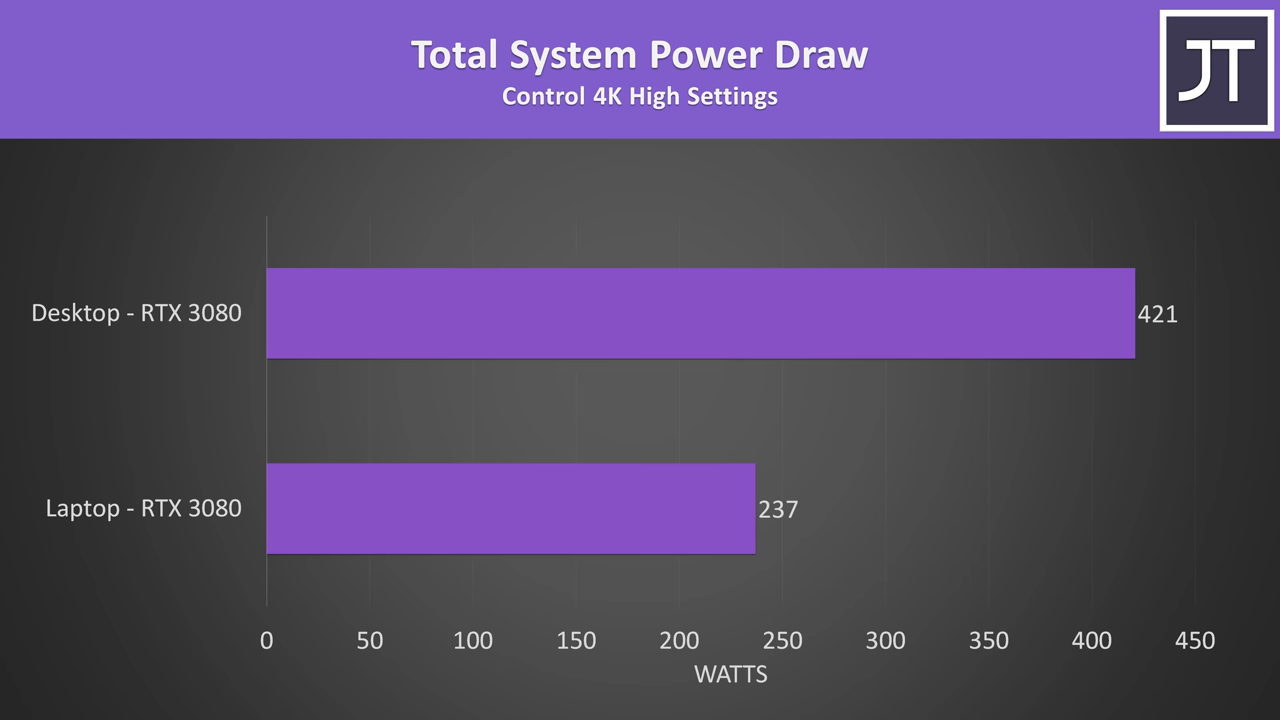 Total System Power Draw
Control 4K High Settings
JT
Desktop - RTX 3080
421
Laptop - RTX 3080
237
0 50 100 150 200 250 300 350 400 450
WATTS